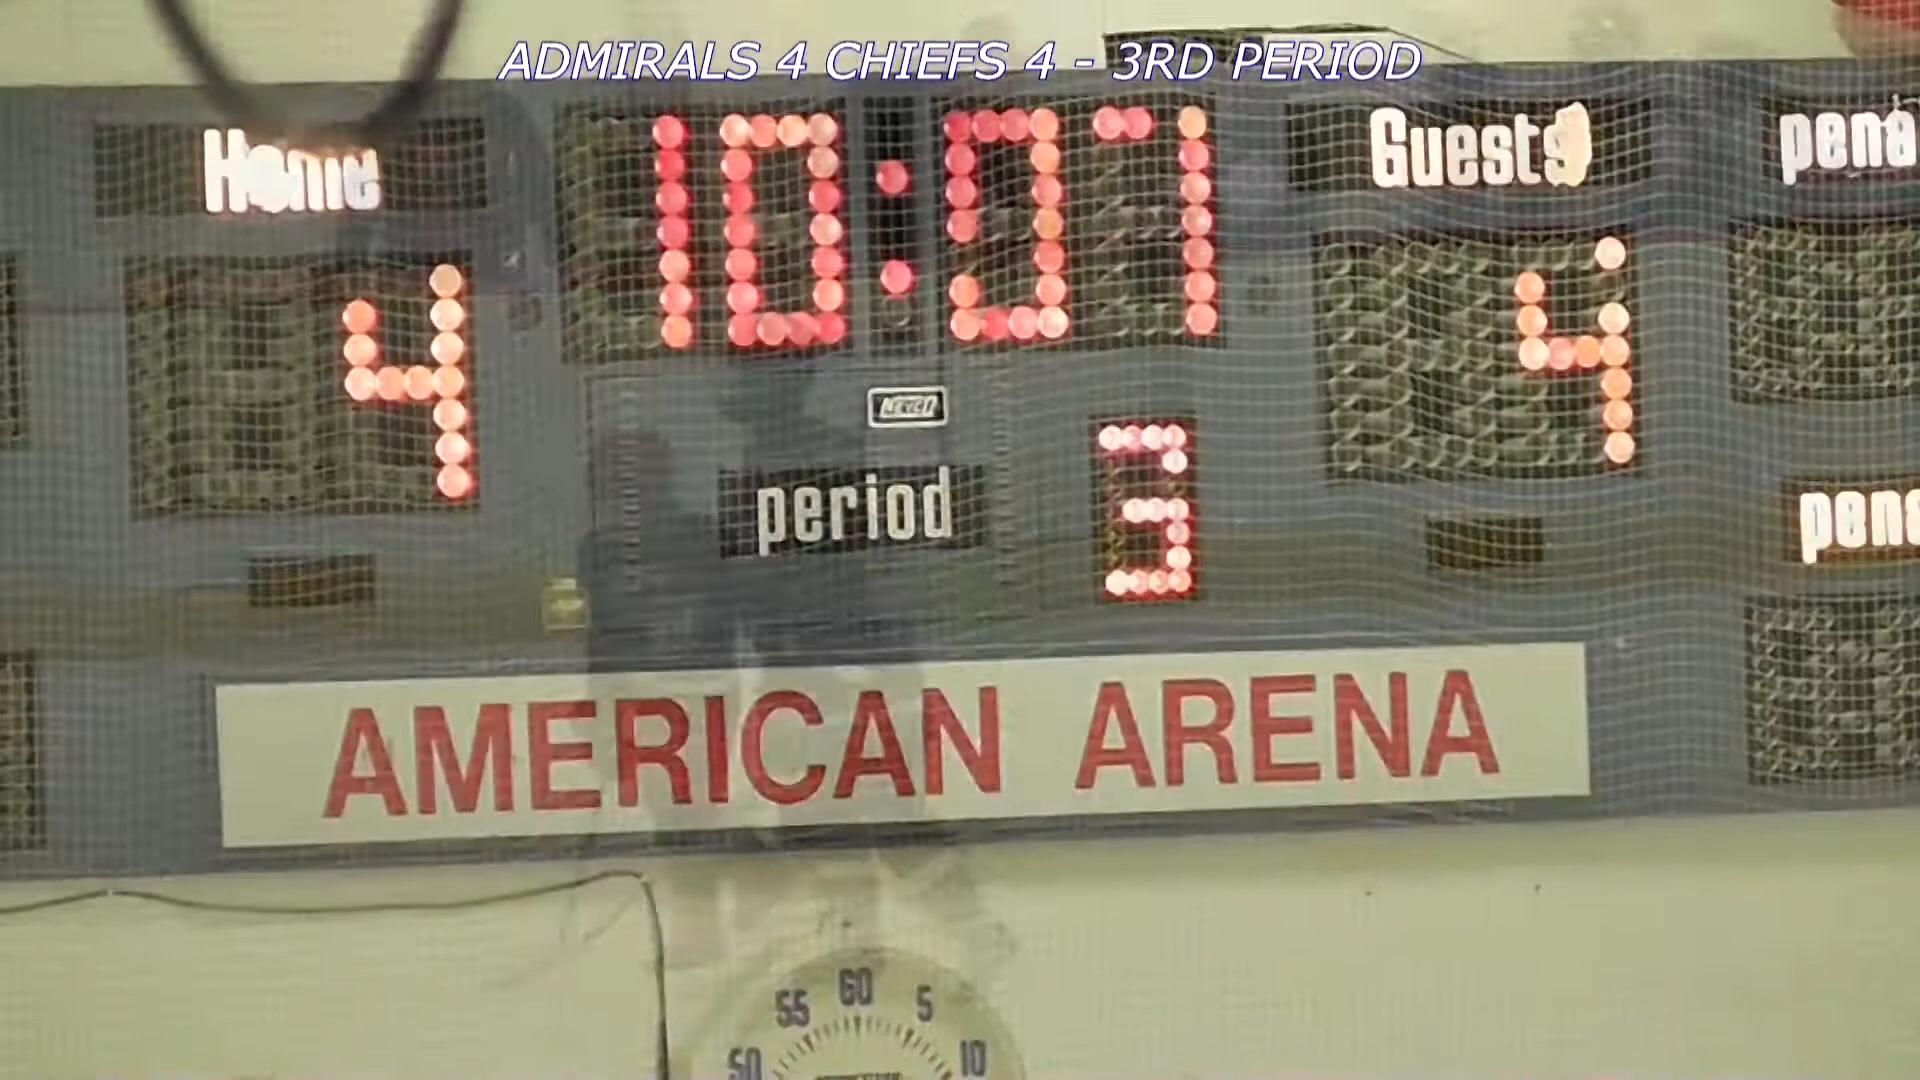 ADMIRALS 4 CHIEFS 4 - 3RD PERIOD
Home 10:07 Guests
4 4
NEVCO
period 3
AMERICAN ARENA
55 60 5
50 10